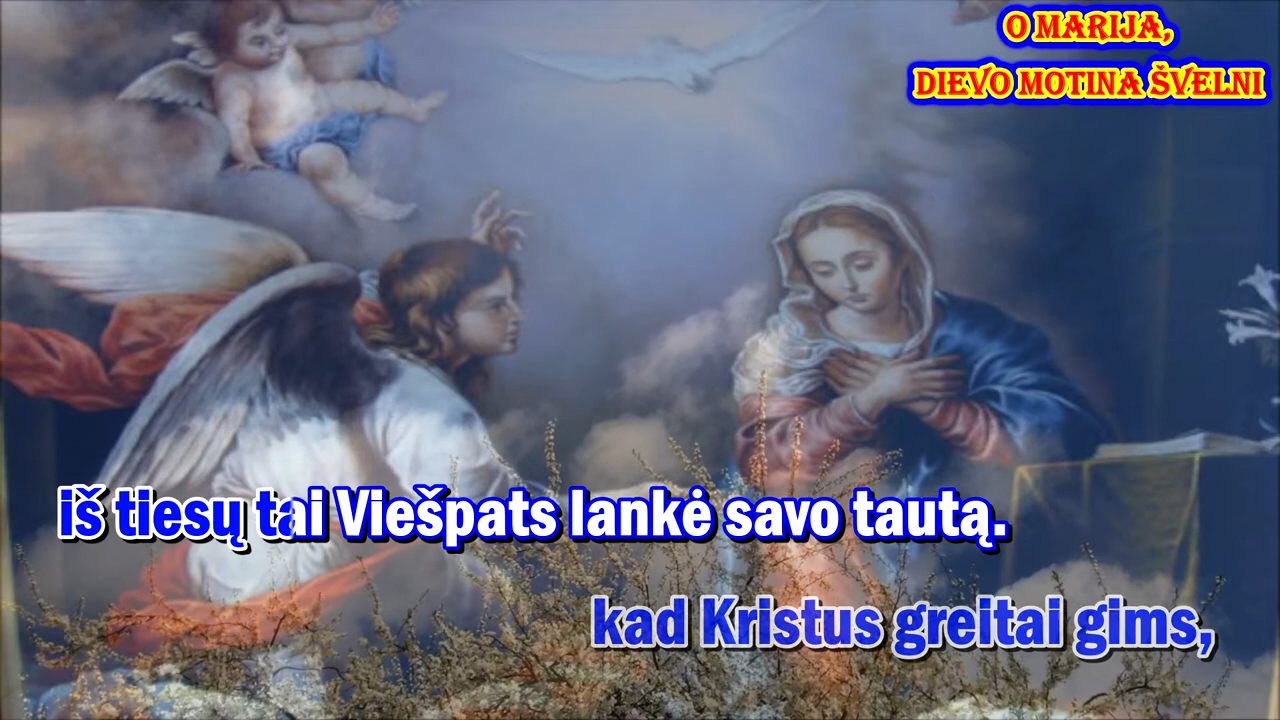 O MARIJA,
DIEVO MOTINA ŠVELNI
iš tiesų tai Viešpats lankė savo tautą.
kad Kristus greitai gims,